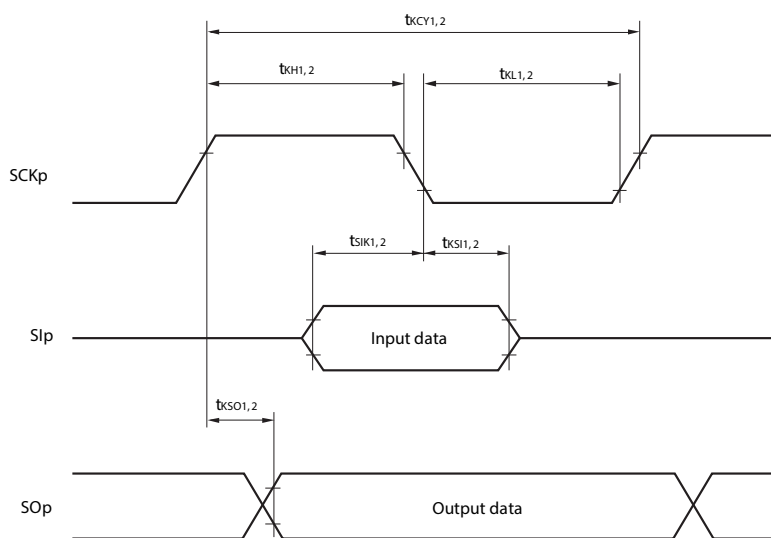 tKCY1, 2
tKH1, 2
tKL1, 2
SCKp
tSIK1, 2
tKSI1, 2
SIp
Input data
tKSO1, 2
SOp
Output data